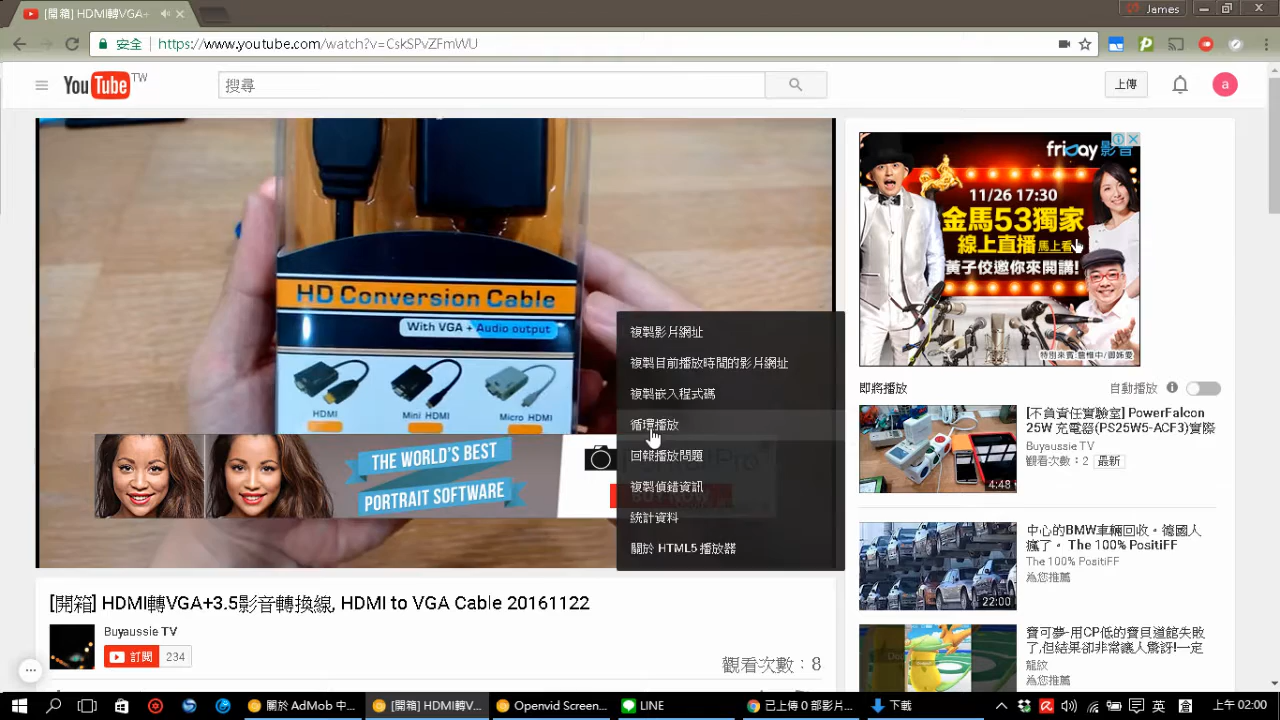 [開箱] HDMI轉VGA+
James
安全
https://www.youtube.com/watch?v=CskSPvZFmWU
YouTube TW
搜尋
上傳
a
HD Conversion Cable
With VGA + Audio output
HDMI
Mini HDMI
Micro HDMI
THE WORLD'S BEST
PORTRAIT SOFTWARE
複製影片網址
複製目前播放時間的影片網址
複製嵌入程式碼
循環播放
回報播放問題
複製偵錯資訊
統計資料
關於 HTML5 播放器
friday影音
11/26 17:30
金馬53獨家
線上直播 馬上看
黃子佼邀你來開講!
即將播放
自動播放
[不負責任實驗室] PowerFalcon
25W 充電器(PS25W5-ACF3)實際
Buyaussie TV
觀看次數：2 最新
4:48
中心的BMW車輛回收。德國人
瘋了。 The 100% PositiFF
The 100% PositiFF
為您推薦
22:00
寶可夢-用CP低的寶貝道館失敗
了,但結果卻非常讓人驚訝!一定
龍紋
為您推薦
[開箱] HDMI轉VGA+3.5影音轉換線, HDMI to VGA Cable 20161122
Buyaussie TV
訂閱 234
觀看次數：8
關於 AdMob 中...
[開箱] HDMI轉V...
Openvid Screen...
LINE
已上傳 0 部影片...
下載
英
上午 02:00